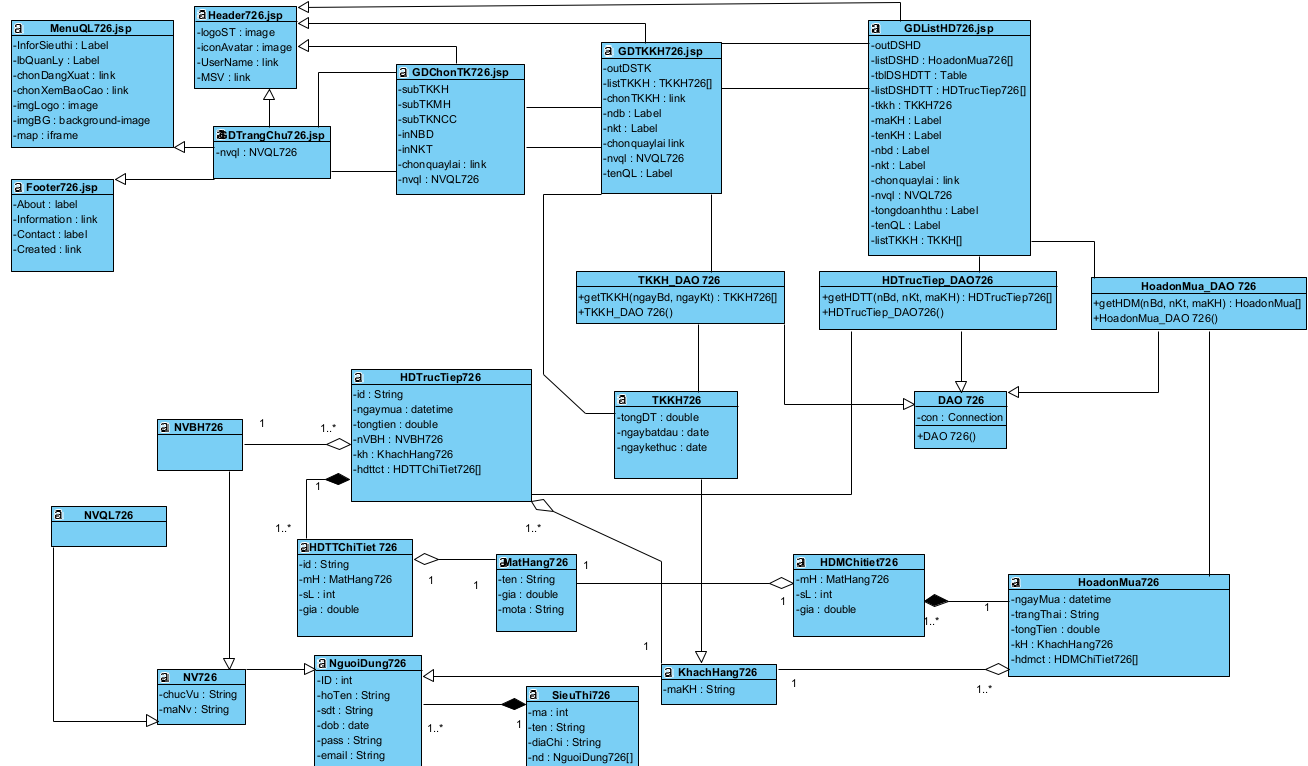 MenuQL726.jsp
-InforSieuthi : Label
-lbQuanLy : Label
-chonDangXuat : link
-chonXemBaoCao : link
-imgLogo : image
-imgBG : background-image
-map : iframe
Header726.jsp
-logoST : image
-iconAvatar : image
-UserName : link
-MSV : link
GDTrangChu726.jsp
-nvql : NVQL726
Footer726.jsp
-About : label
-Information : link
-Contact : label
-Created : link
GDChonTK726.jsp
-subTKKH
-subTKMH
-subTKNCC
-inNBD
-inNKT
-chonquaylai : link
-nvql : NVQL726
GDTKKH726.jsp
-outDSTK
-listTKKH : TKKH726[]
-chonTKKH : link
-ndb : Label
-nkt : Label
-chonquaylai link
-nvql : NVQL726
-tenQL : Label
GDListHD726.jsp
-outDSHD
-listDSHD : HoadonMua726[]
-tblDSHDTT : Table
-listDSHDTT : HDTrucTiep726[]
-tkkh : TKKH726
-maKH : Label
-tenKH : Label
-nbd : Label
-nkt : Label
-chonquaylai : link
-nvql : NVQL726
-tongdoanhthu : Label
-tenQL : Label
-listTKKH : TKKH[]
TKKH_DAO 726
+getTKKH(ngayBd, ngayKt) : TKKH726[]
+TKKH_DAO 726()
HDTrucTiep_DAO726
+getHDTT(nBd, nKt, maKH) : HDTrucTiep726[]
+HDTrucTiep_DAO726()
HoadonMua_DAO 726
+getHDM(nBd, nKt, maKH) : HoadonMua[]
+HoadonMua_DAO 726()
DAO 726
-con : Connection
+DAO 726()
TKKH726
-tongDT : double
-ngaybatdau : date
-ngaykethuc : date
HDTrucTiep726
-id : String
-ngaymua : datetime
-tongtien : double
-nVBH : NVBH726
-kh : KhachHang726
-hdttct : HDTTChiTiet726[]
NVBH726
1
1..*
1
1..*
1..*
NVQL726
HDTTChiTiet 726
-id : String
-mH : MatHang726
-sL : int
-gia : double
1
1
MatHang726
-ten : String
-gia : double
-mota : String
1
1
HDMChitiet726
-mH : MatHang726
-sL : int
-gia : double
1..*
1
HoadonMua726
-ngayMua : datetime
-trangThai : String
-tongTien : double
-kH : KhachHang726
-hdmct : HDMChiTiet726[]
NV726
-chucVu : String
-maNv : String
NguoiDung726
-ID : int
-hoTen : String
-sdt : String
-dob : date
-pass : String
-email : String
1..*
1
SieuThi726
-ma : int
-ten : String
-diaChi : String
-nd : NguoiDung726[]
1
KhachHang726
-maKH : String
1
1..*